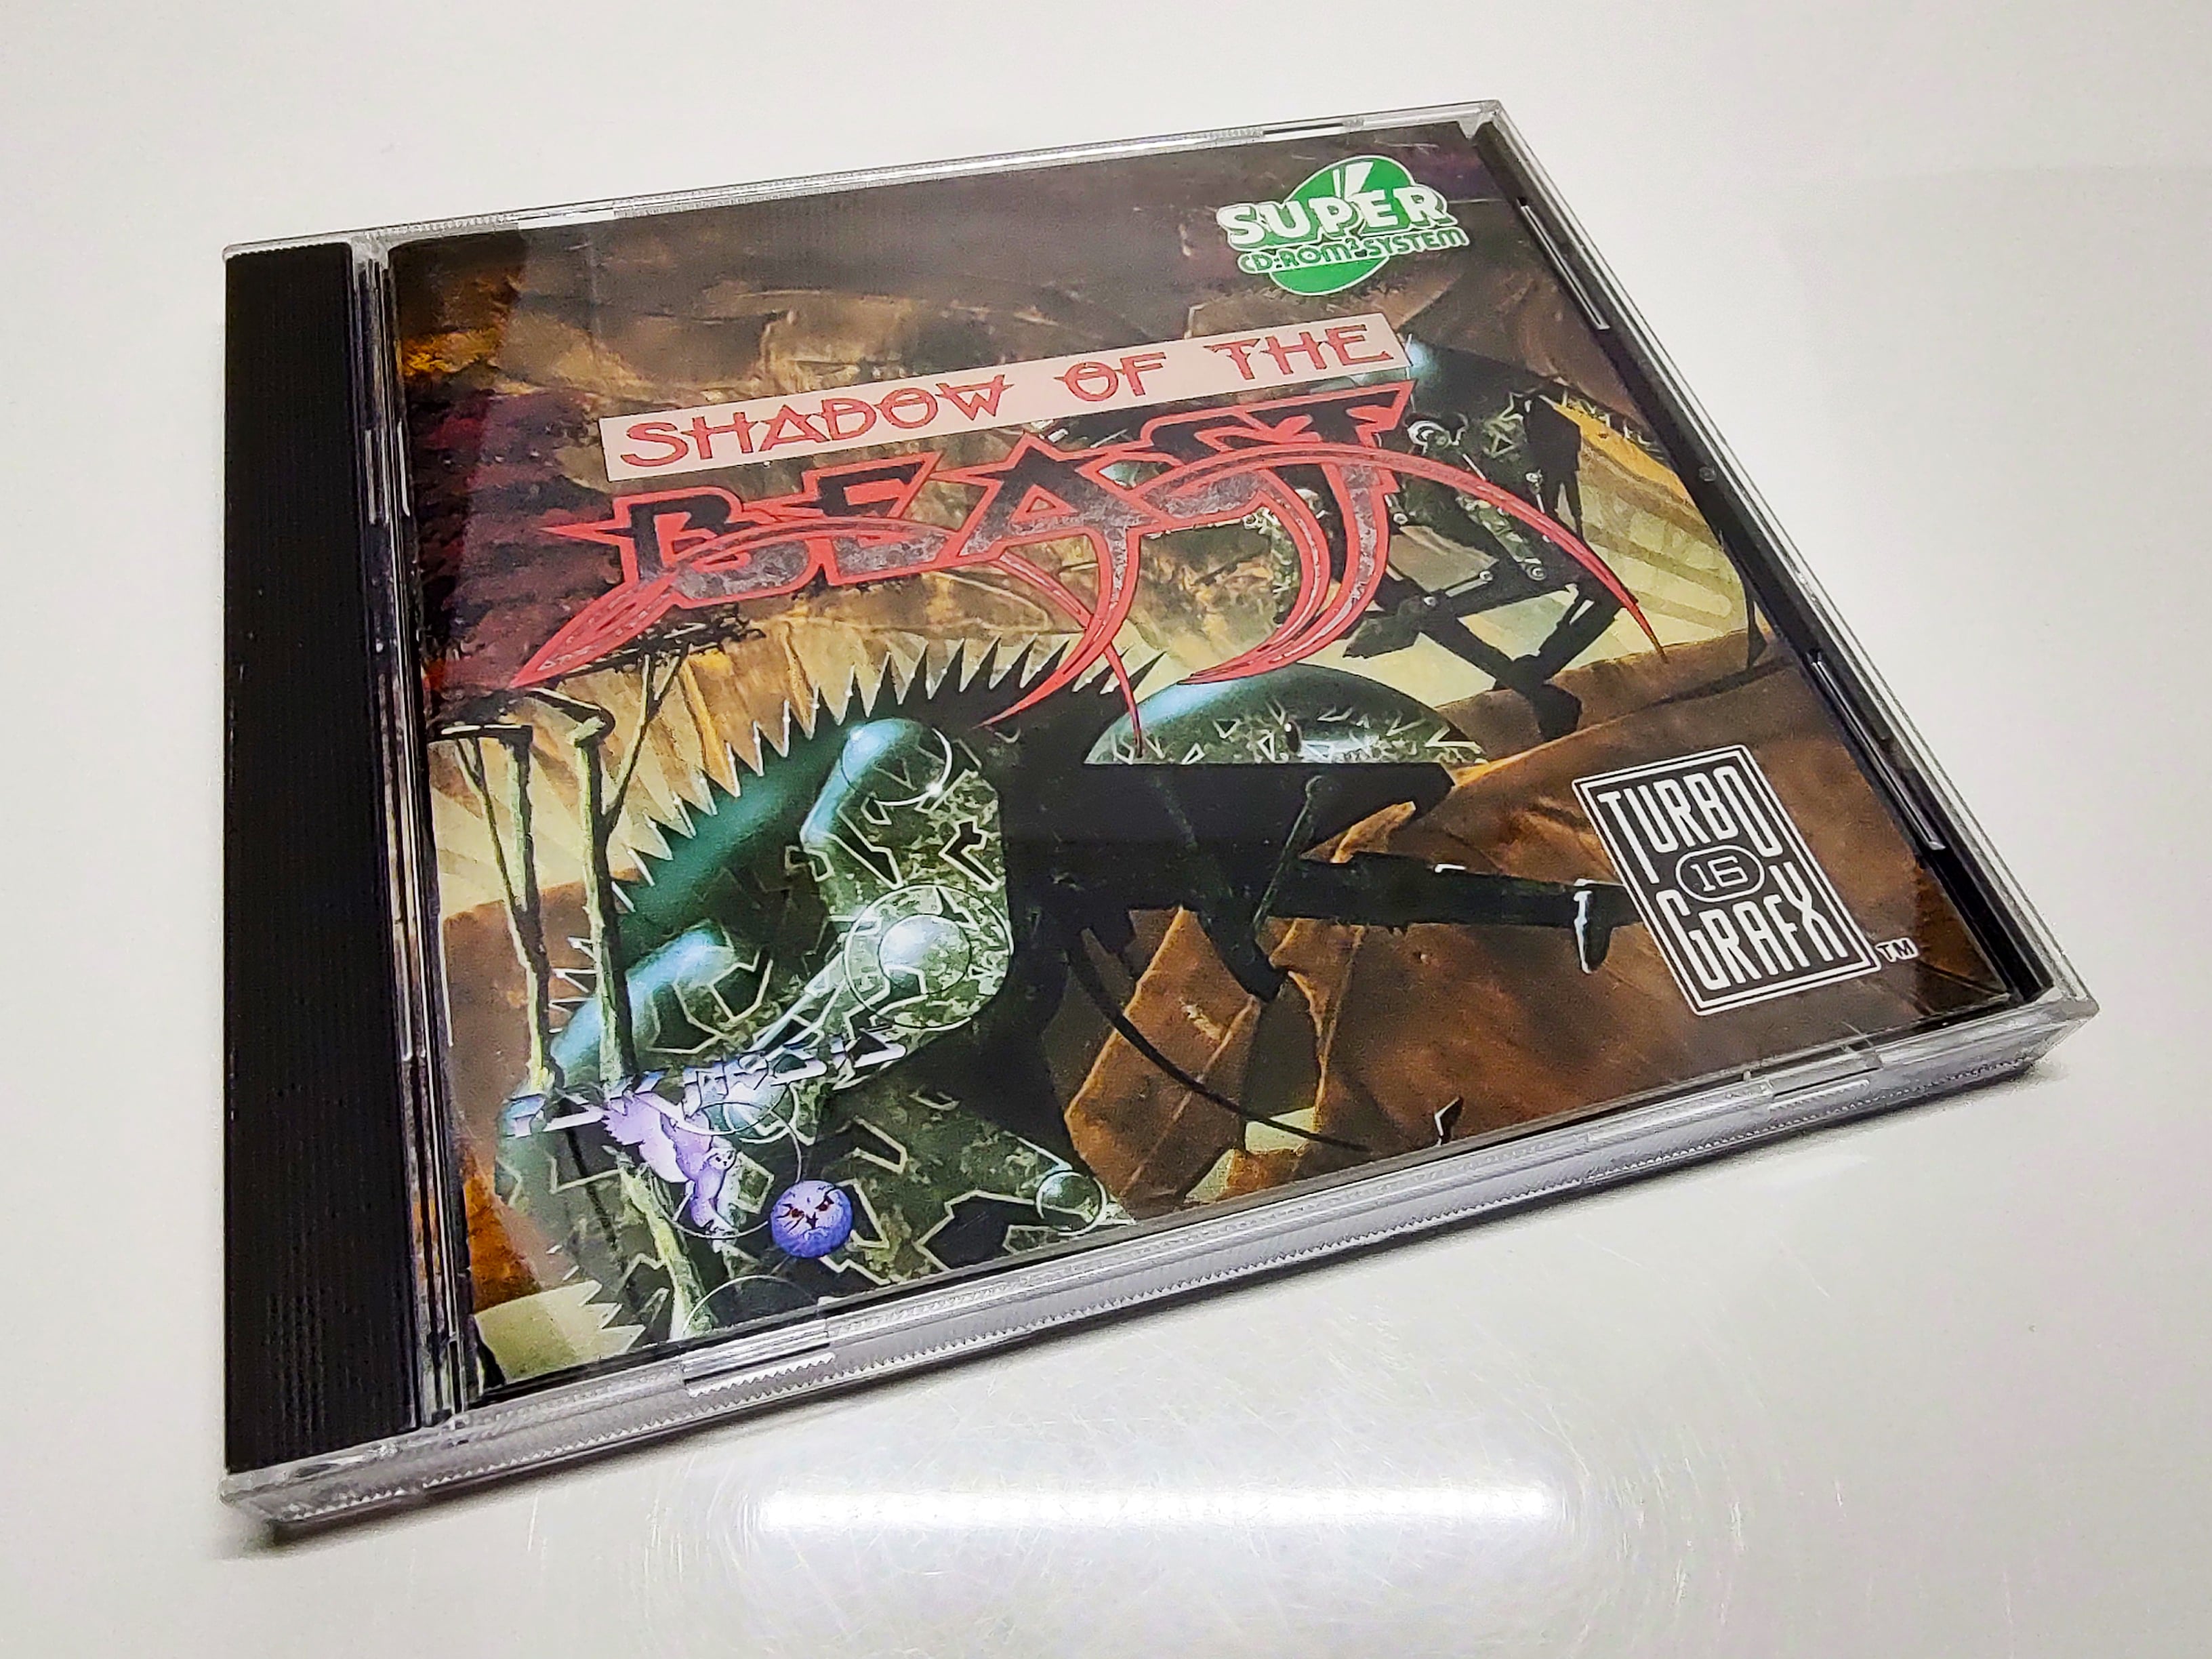 SUPER
CD-ROM² SYSTEM
SHADOW OF THE
BEAST
TURBO
16
GRAFX
TM